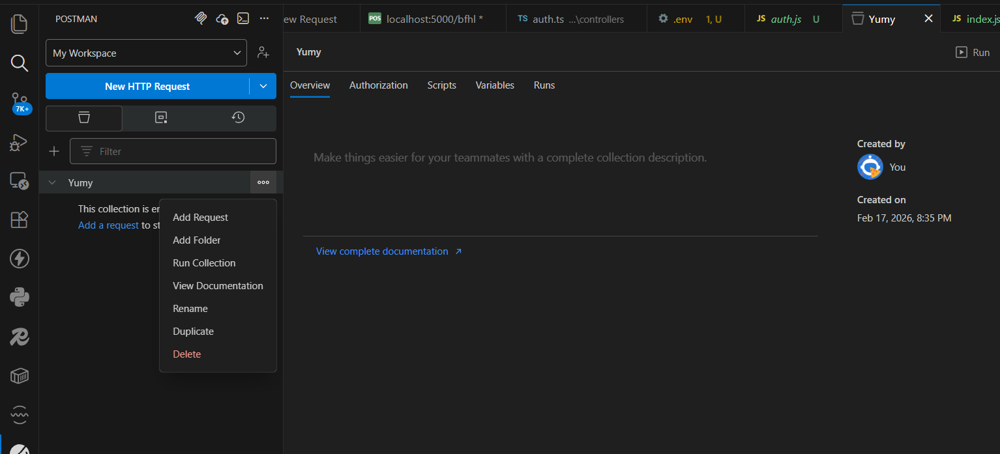 POSTMAN
ew Request
POS localhost:5000/bfhl *
TS auth.ts ...\controllers
.env 1, U
JS auth.js U
Yumy
JS index.js
My Workspace
Yumy
Run
New HTTP Request
Overview Authorization Scripts Variables Runs
7K+
Filter
Make things easier for your teammates with a complete collection description.
Created by
You
Yumy
Created on
Feb 17, 2026, 8:35 PM
This collection is
Add a request to
Add Request
Add Folder
Run Collection
View Documentation
Rename
Duplicate
Delete
View complete documentation